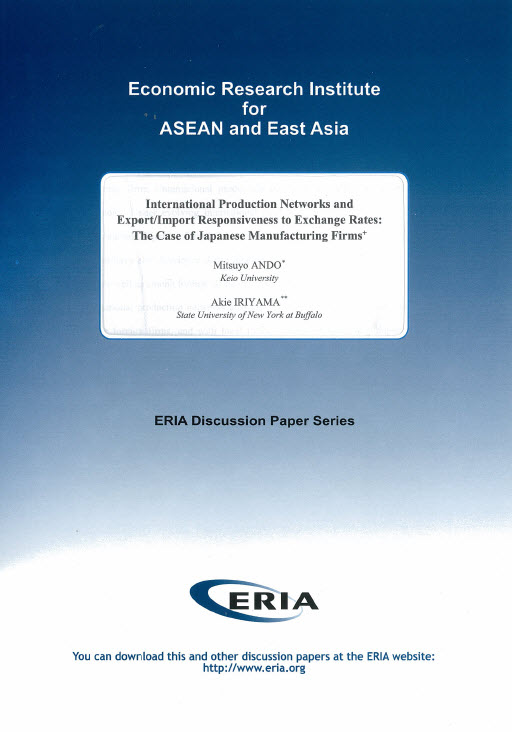 Economic Research Institute
for
ASEAN and East Asia
International Production Networks and
Export/Import Responsiveness to Exchange Rates:
The Case of Japanese Manufacturing Firms+
Mitsuyo ANDO*
Keio University
Akie IRIYAMA**
State University of New York at Buffalo
ERIA Discussion Paper Series
ERIA
You can download this and other discussion papers at the ERIA website:
http://www.eria.org